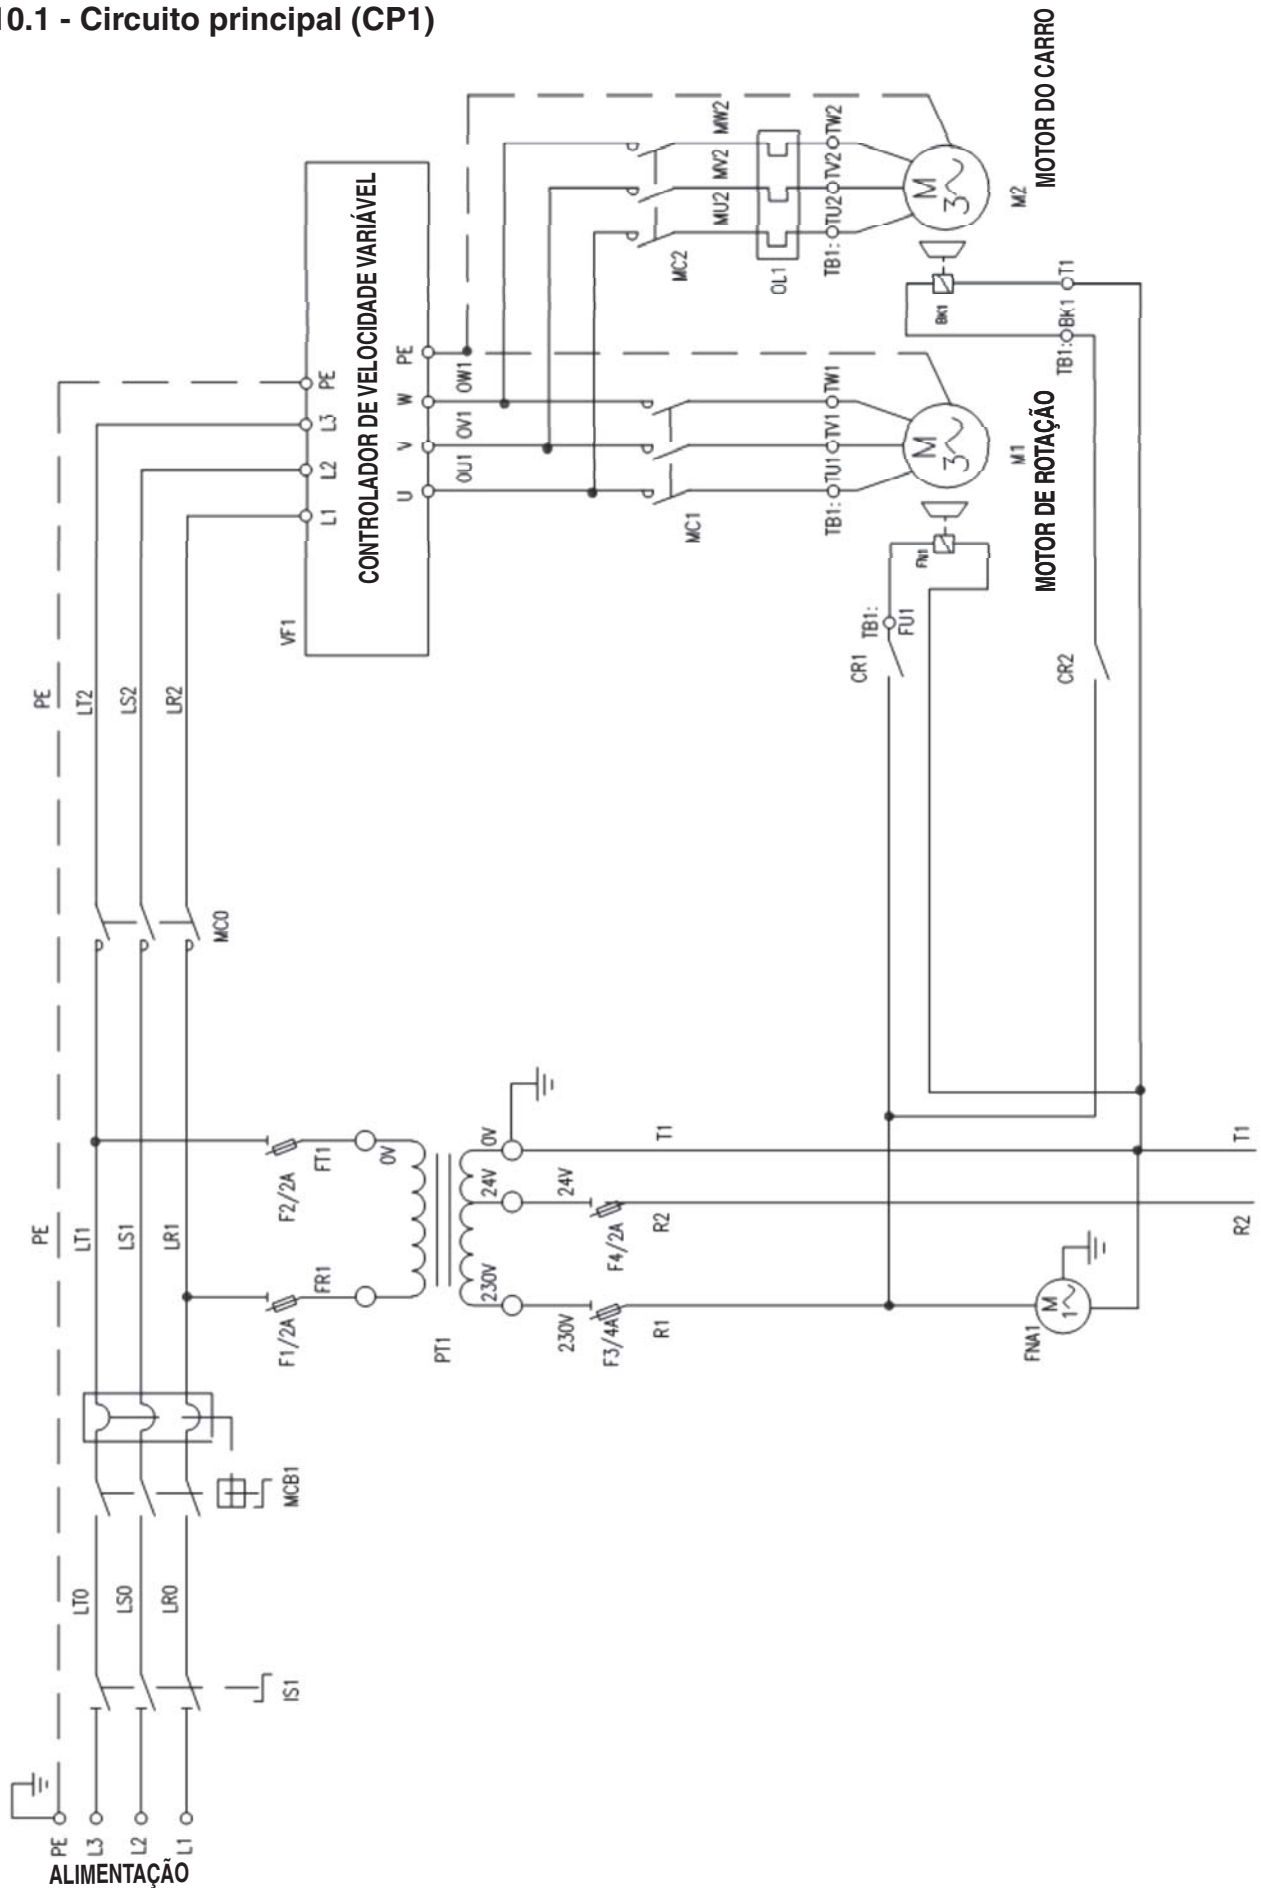 10.1 - Circuito principal (CP1)
ALIMENTAÇÃO
PE
L3
L2
L1
IS1
LT0
LS0
LR0
MCB1
PE
LT1
LS1
LR1
F1/2A
FR1
F2/2A
FT1
0V
PT1
230V
24V
0V
230V
24V
F3/4A
R1
F4/2A
R2
T1
FNA1
M
1
R2
T1
MC0
PE
LT2
LS2
LR2
VF1
CONTROLADOR DE VELOCIDADE VARIÁVEL
L1
L2
L3
PE
U
V
W
PE
OU1
OV1
OW1
MC1
TB1:
TU1
TV1
TW1
M
3
M1
MOTOR DE ROTAÇÃO
FN1
TB1:
FU1
CR1
CR2
MC2
MU2
MV2
MW2
OL1
TB1:
TU2
TV2
TW2
M
3
M2
MOTOR DO CARRO
BK1
TB1:
BK1
T1